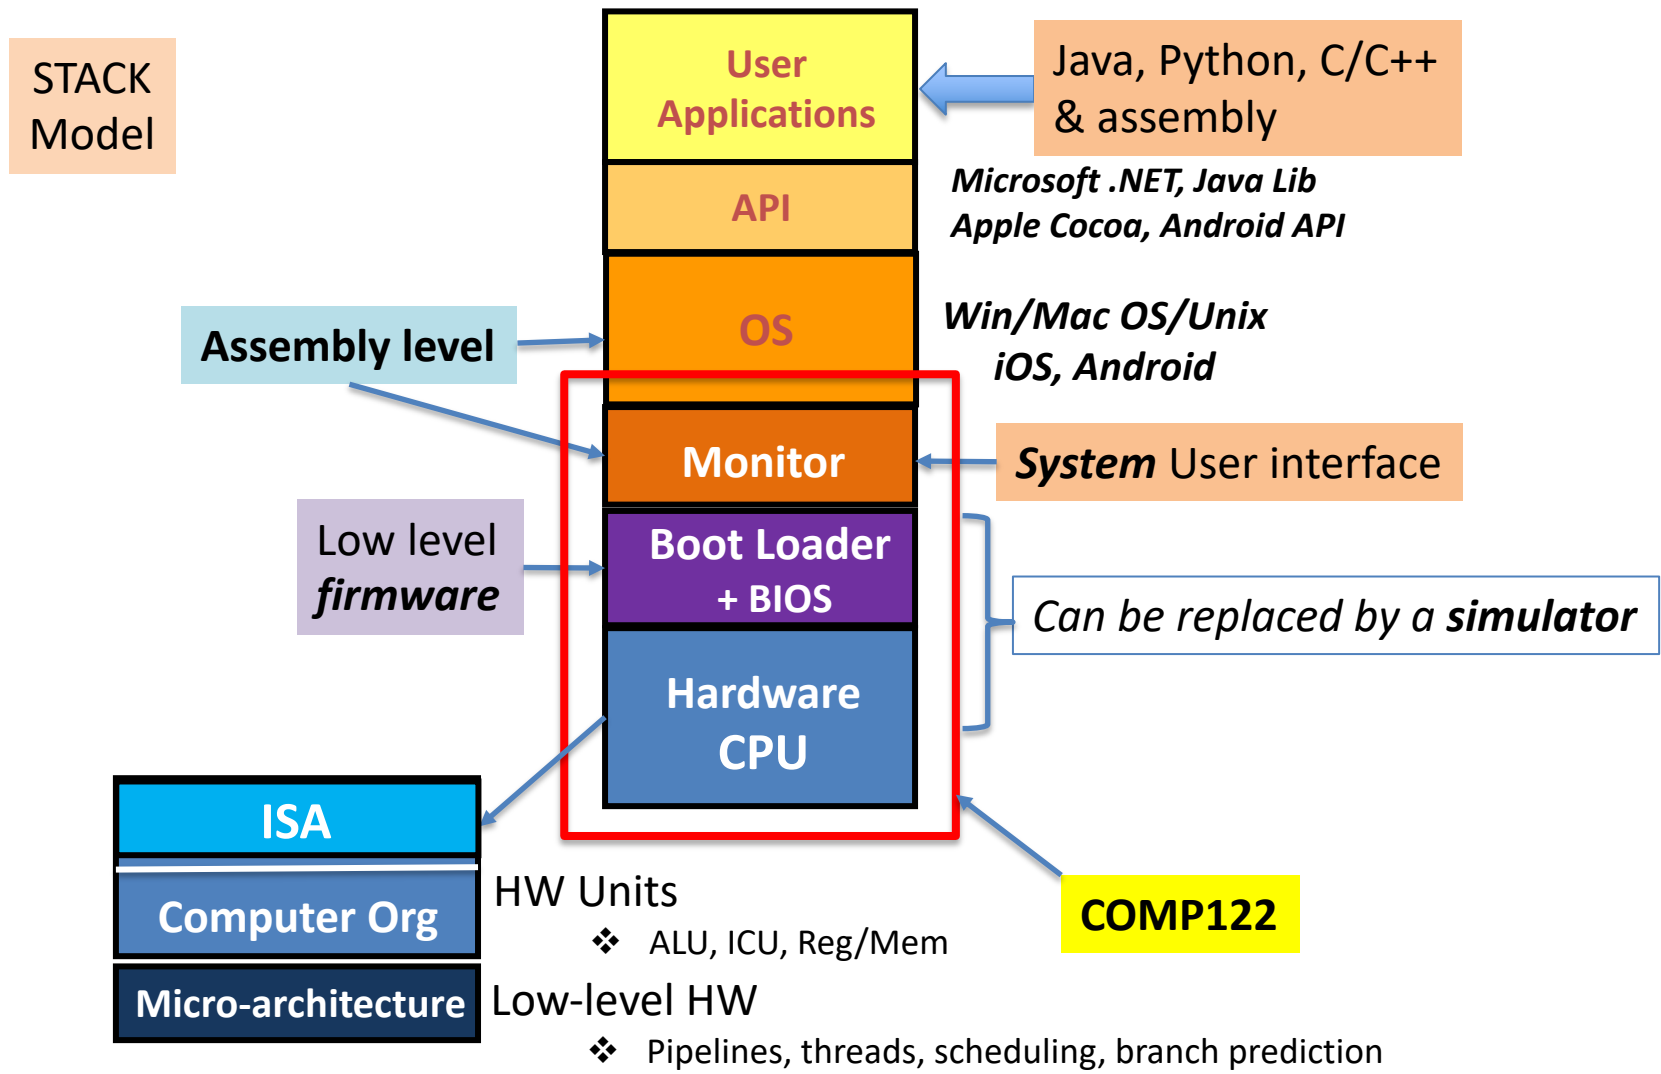 STACK
Model
User
Applications
Java, Python, C/C++
& assembly
API
Microsoft .NET, Java Lib
Apple Cocoa, Android API
OS
Win/Mac OS/Unix
iOS, Android
Assembly level
Monitor
System User interface
Low level
firmware
Boot Loader
+ BIOS
Can be replaced by a simulator
Hardware
CPU
ISA
Computer Org
HW Units
❖ ALU, ICU, Reg/Mem
COMP122
Micro-architecture
Low-level HW
❖ Pipelines, threads, scheduling, branch prediction